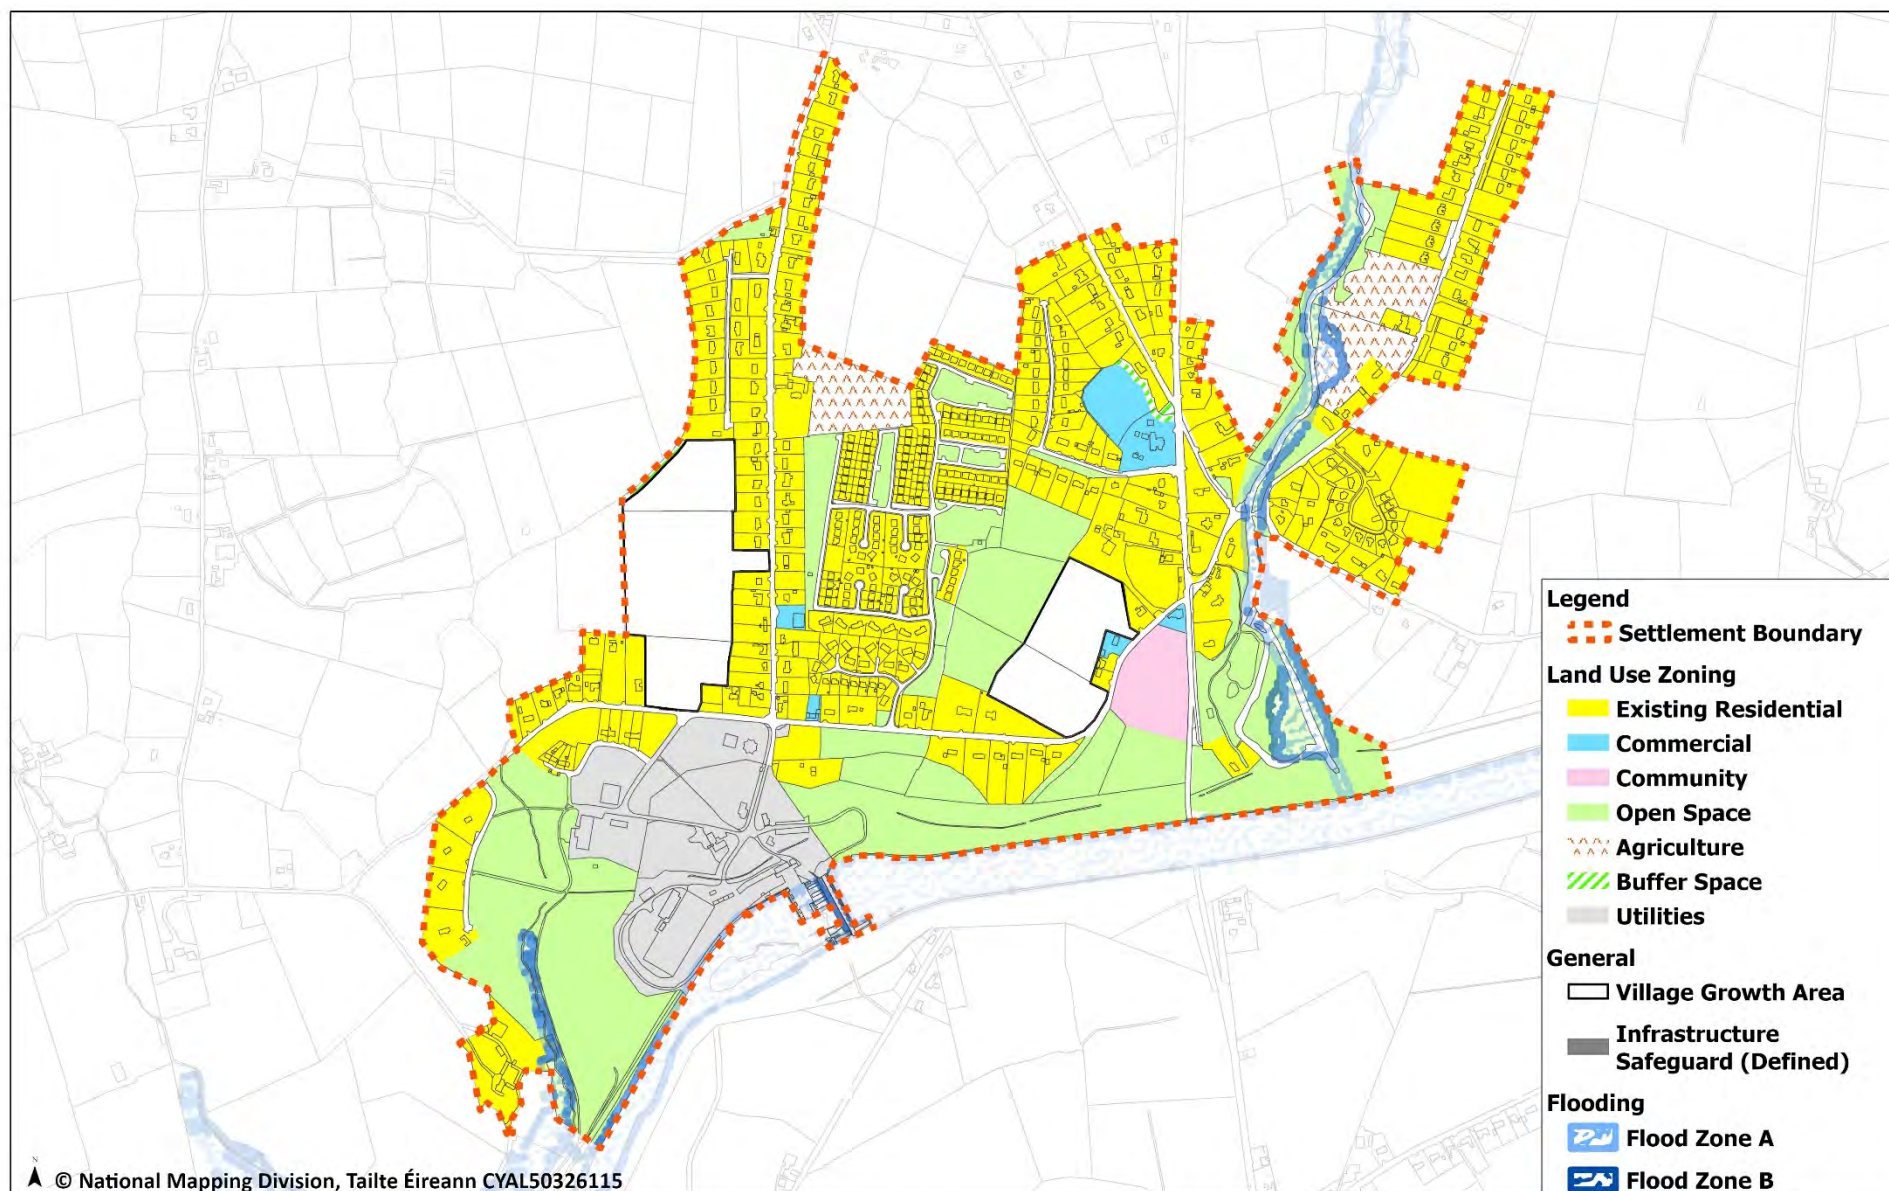 Legend
Settlement Boundary
Land Use Zoning
Existing Residential
Commercial
Community
Open Space
Agriculture
Buffer Space
Utilities
General
Village Growth Area
Infrastructure
Safeguard (Defined)
Flooding
Flood Zone A
Flood Zone B
N
© National Mapping Division, Tailte Éireann CYAL50326115